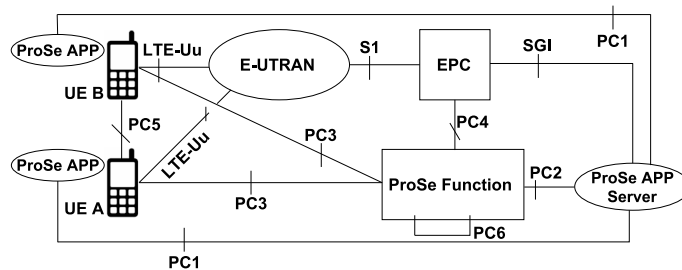 PC1
ProSe APP
LTE-Uu
E-UTRAN
S1
EPC
SGI
UE B
PC5
LTE-Uu
PC3
PC4
ProSe APP
UE A
PC3
ProSe Function
PC2
ProSe APP
Server
PC6
PC1